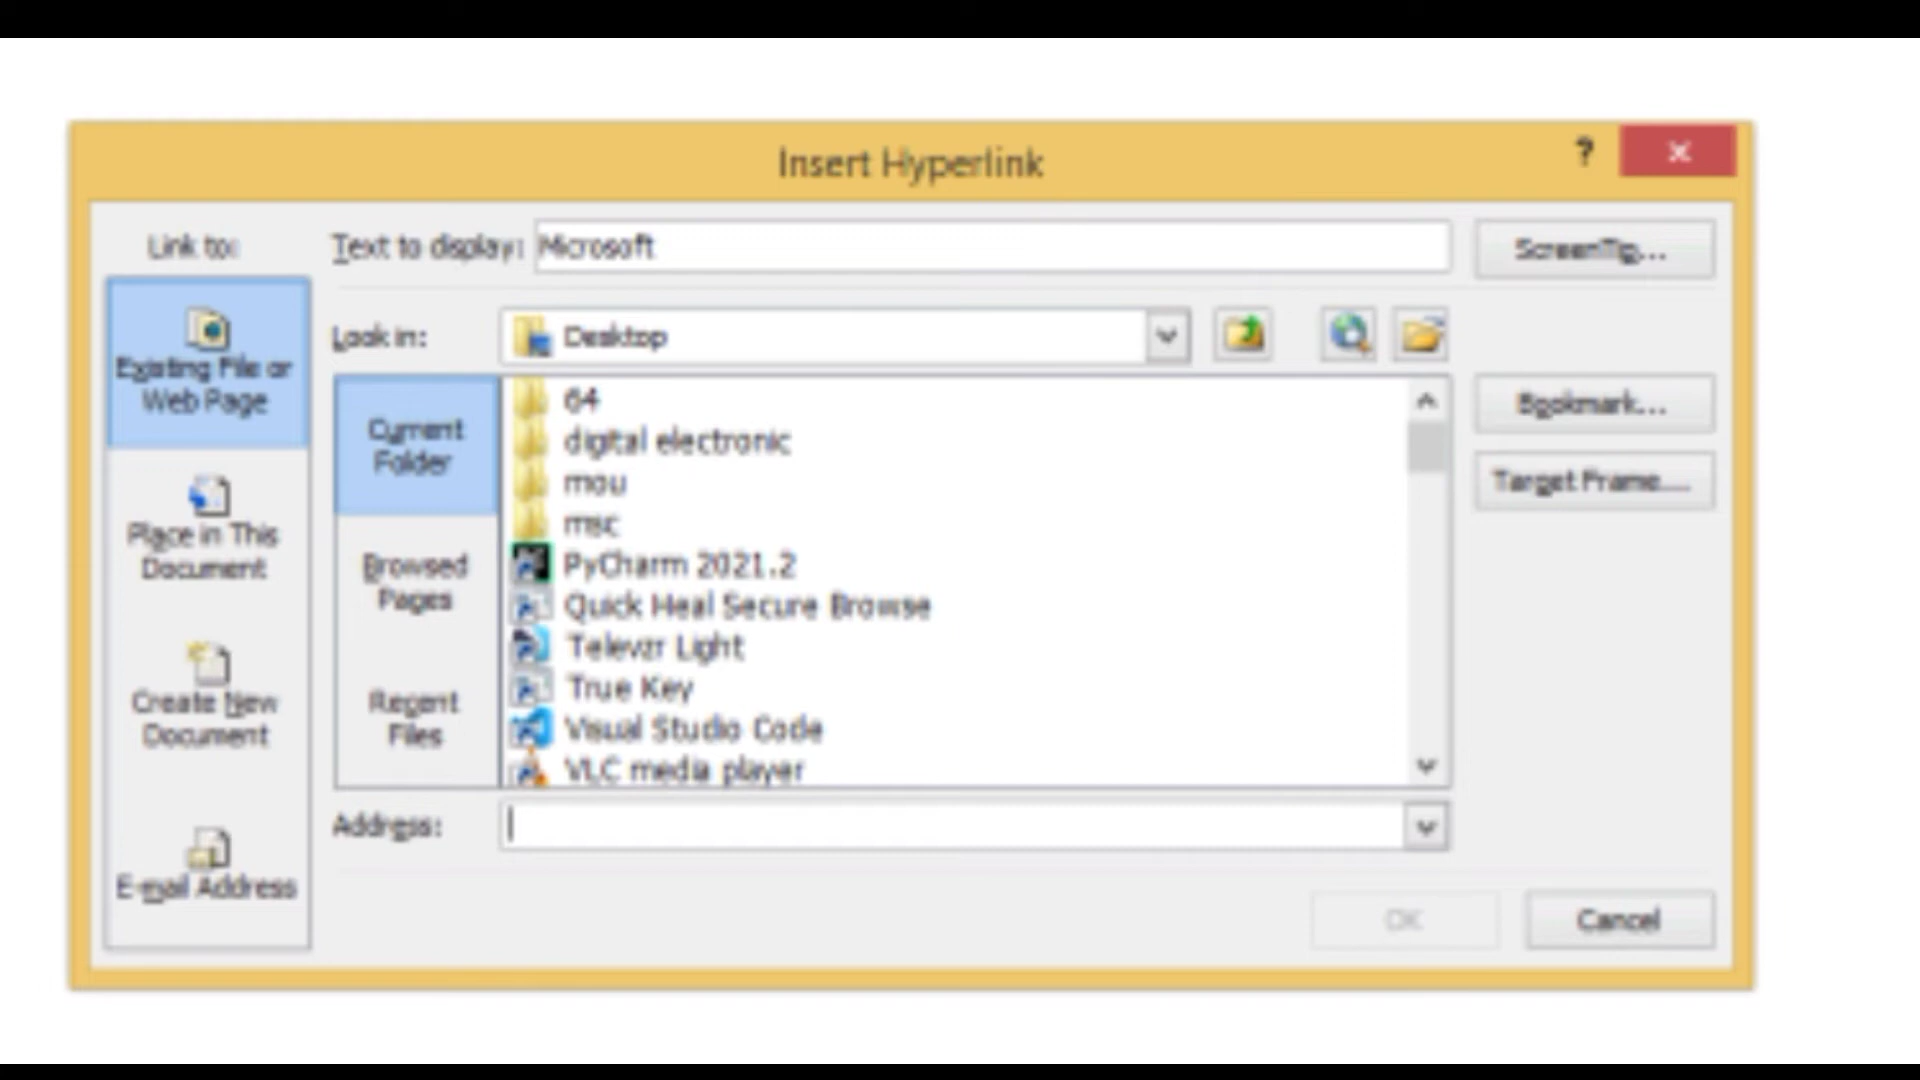 Insert Hyperlink
?
Link to:
Text to display: Microsoft
ScreenTip...
Existing File or
Web Page
Look in: Desktop
Current
Folder
64
digital electronic
mou
msc
PyCharm 2021.2
Quick Heal Secure Browse
Televzr Light
True Key
Visual Studio Code
VLC media player
Bookmark...
Target Frame...
Place in This
Document
Browsed
Pages
Create New
Document
Recent
Files
E-mail Address
Address:
OK
Cancel